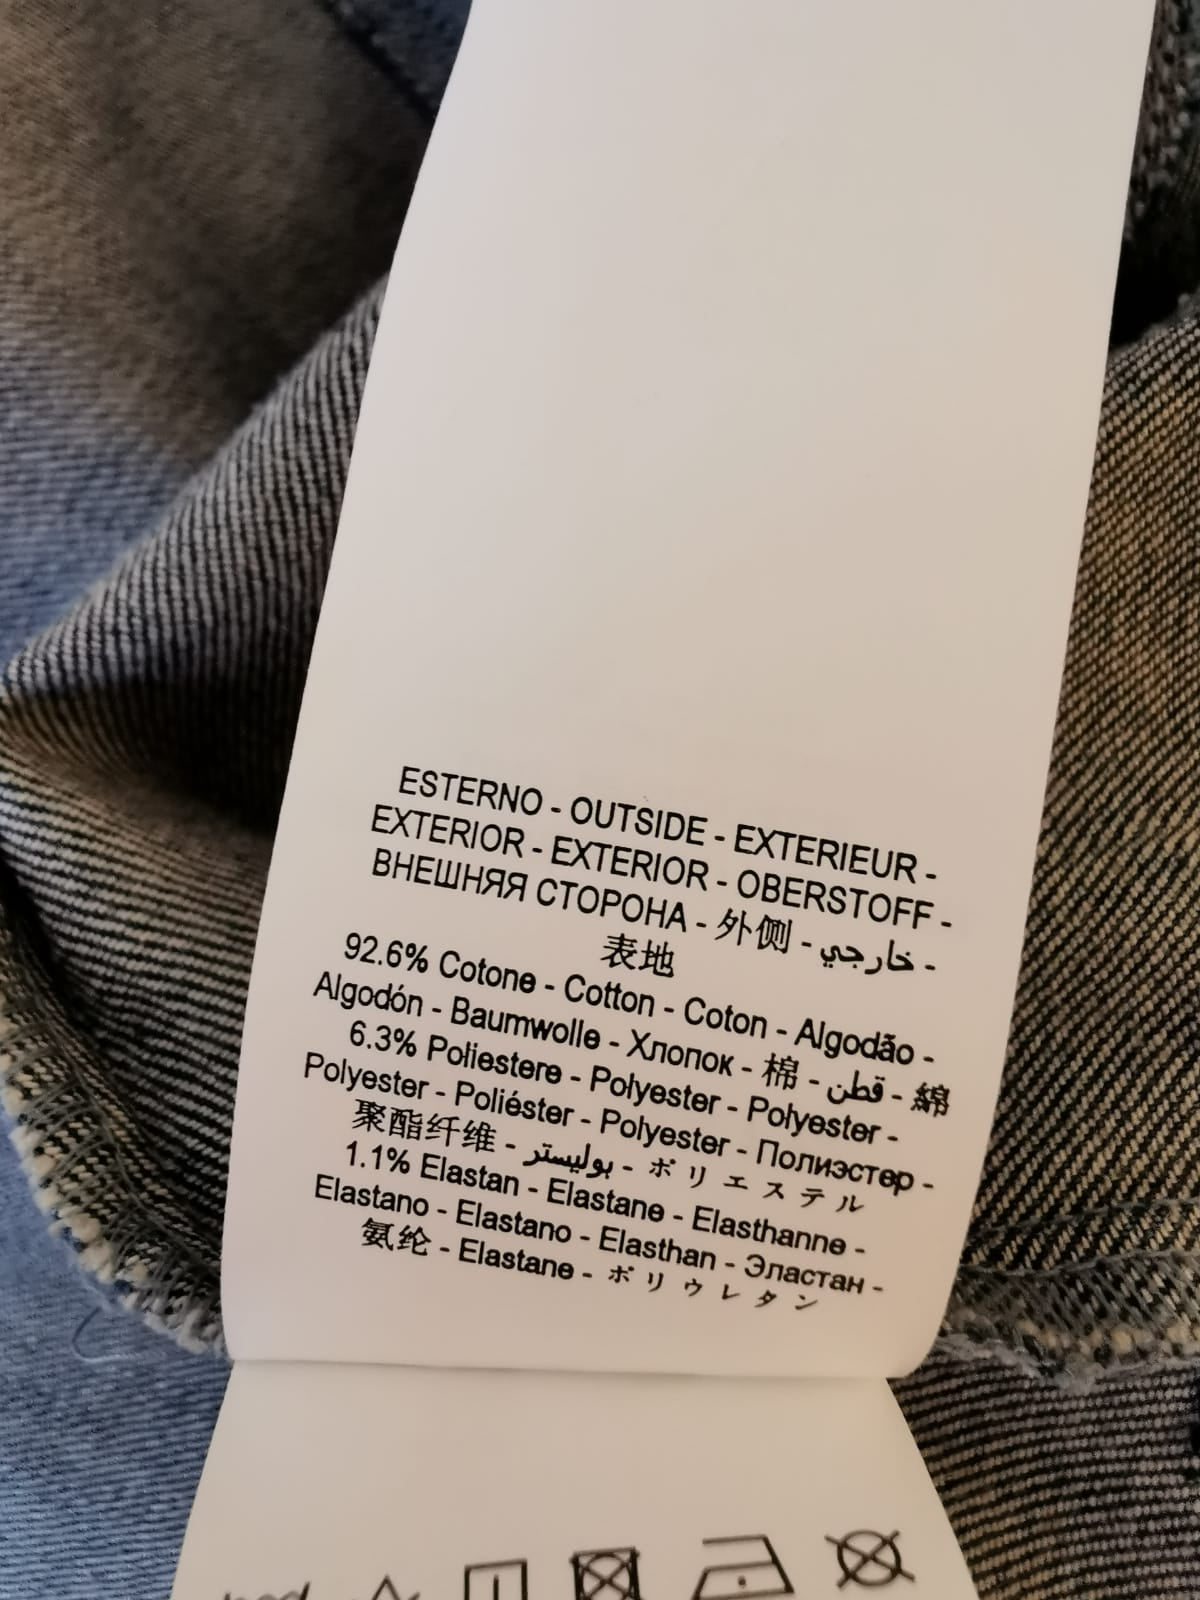 ESTERNO - OUTSIDE - EXTERIEUR -
EXTERIOR - EXTERIOR - OBERSTOFF -
ВНЕШНЯЯ СТОРОНА - 外侧 - خارجي -
表地
92.6% Cotone - Cotton - Coton - Algodão -
Algodón - Baumwolle - Хлопок - 棉 - قطن - 綿
6.3% Poliestere - Polyester - Polyester -
Polyester - Poliéster - Polyester - Полиэстер -
聚酯纤维 - بوليستر - ポリエステル
1.1% Elastan - Elastane - Elasthanne -
Elastano - Elastano - Elasthan - Эластан -
氨纶 - Elastane - ポリウレタン